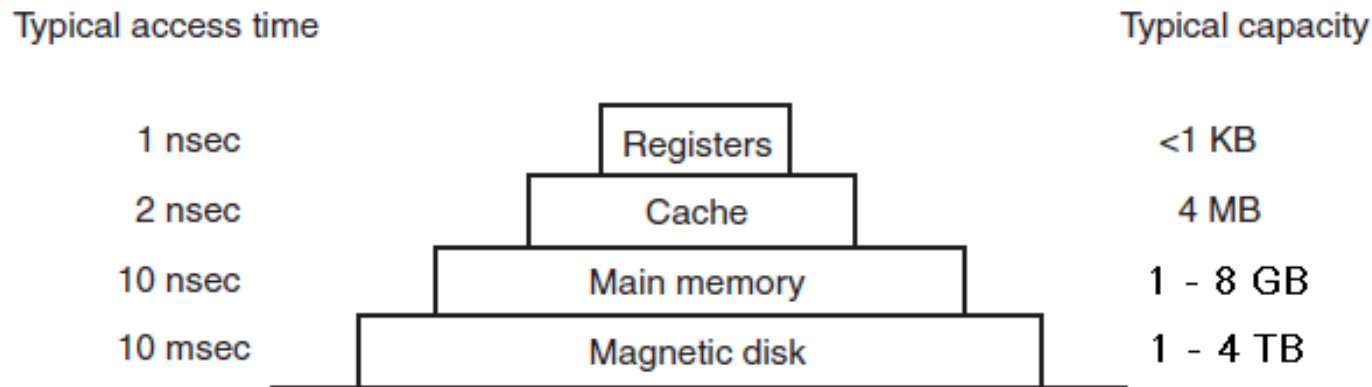 Typical access time Typical capacity
1 nsec Registers <1 KB
2 nsec Cache 4 MB
10 nsec Main memory 1 - 8 GB
10 msec Magnetic disk 1 - 4 TB